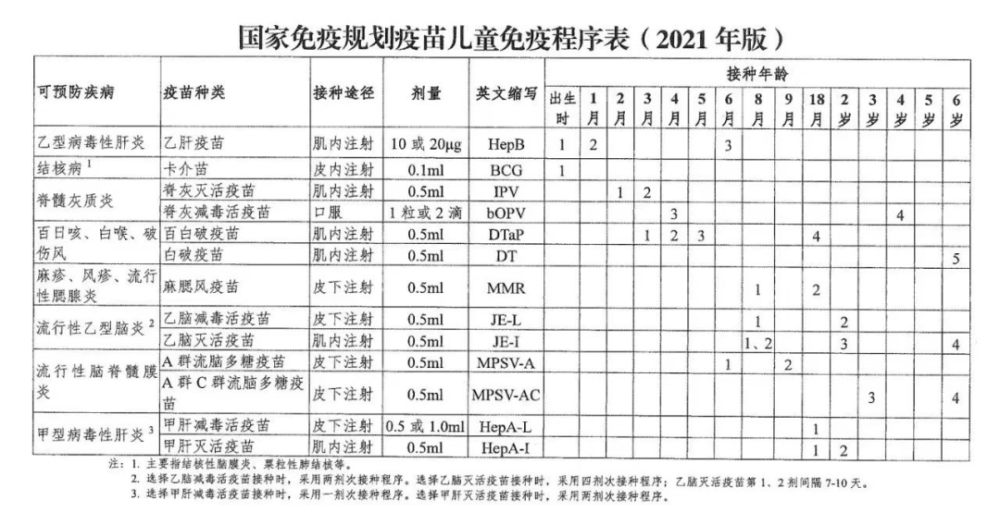 国家免疫规划疫苗儿童免疫程序表（2021 年版）
可预防疾病 疫苗种类 接种途径 剂量 英文缩写 接种年龄
出生时 1月 2月 3月 4月 5月 6月 8月 9月 18月 2岁 3岁 4岁 5岁 6岁
乙型病毒性肝炎 乙肝疫苗 肌内注射 10 或 20μg HepB 1 2 3
结核病1 卡介苗 皮内注射 0.1ml BCG 1
脊髓灰质炎 脊灰灭活疫苗 肌内注射 0.5ml IPV 1 2
脊灰减毒活疫苗 口服 1 粒或 2 滴 bOPV 3 4
百日咳、白喉、破伤风 百白破疫苗 肌内注射 0.5ml DTaP 1 2 3 4
白破疫苗 肌内注射 0.5ml DT 5
麻疹、风疹、流行性腮腺炎 麻腮风疫苗 皮下注射 0.5ml MMR 1 2
流行性乙型脑炎2 乙脑减毒活疫苗 皮下注射 0.5ml JE-L 1 2
乙脑灭活疫苗 肌内注射 0.5ml JE-I 1、2 3 4
流行性脑脊髓膜炎 A 群流脑多糖疫苗 皮下注射 0.5ml MPSV-A 1 2
A 群 C 群流脑多糖疫苗 皮下注射 0.5ml MPSV-AC 3 4
甲型病毒性肝炎3 甲肝减毒活疫苗 皮下注射 0.5 或 1.0ml HepA-L 1
甲肝灭活疫苗 肌内注射 0.5ml HepA-I 1 2
注：1. 主要指结核性脑膜炎、粟粒性肺结核等。
2. 选择乙脑减毒活疫苗接种时，采用两剂次接种程序。选择乙脑灭活疫苗接种时，采用四剂次接种程序；乙脑灭活疫苗第 1、2 剂间隔 7-10 天。
3. 选择甲肝减毒活疫苗接种时，采用一剂次接种程序。选择甲肝灭活疫苗接种时，采用两剂次接种程序。